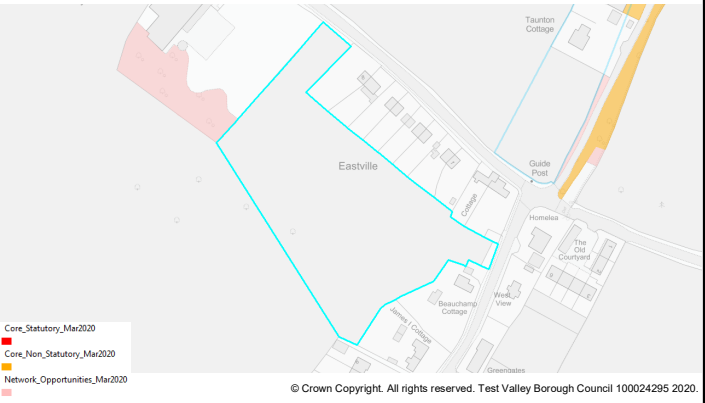 Taunton
Cottage
Eastville
Guide
Post
Cottage
Homelea
The
Old
Courtyard
Beauchamp
Cottage
West
View
James I Cottage
Greengates
Core_Statutory_Mar2020
Core_Non_Statutory_Mar2020
Network_Opportunities_Mar2020
© Crown Copyright. All rights reserved. Test Valley Borough Council 100024295 2020.